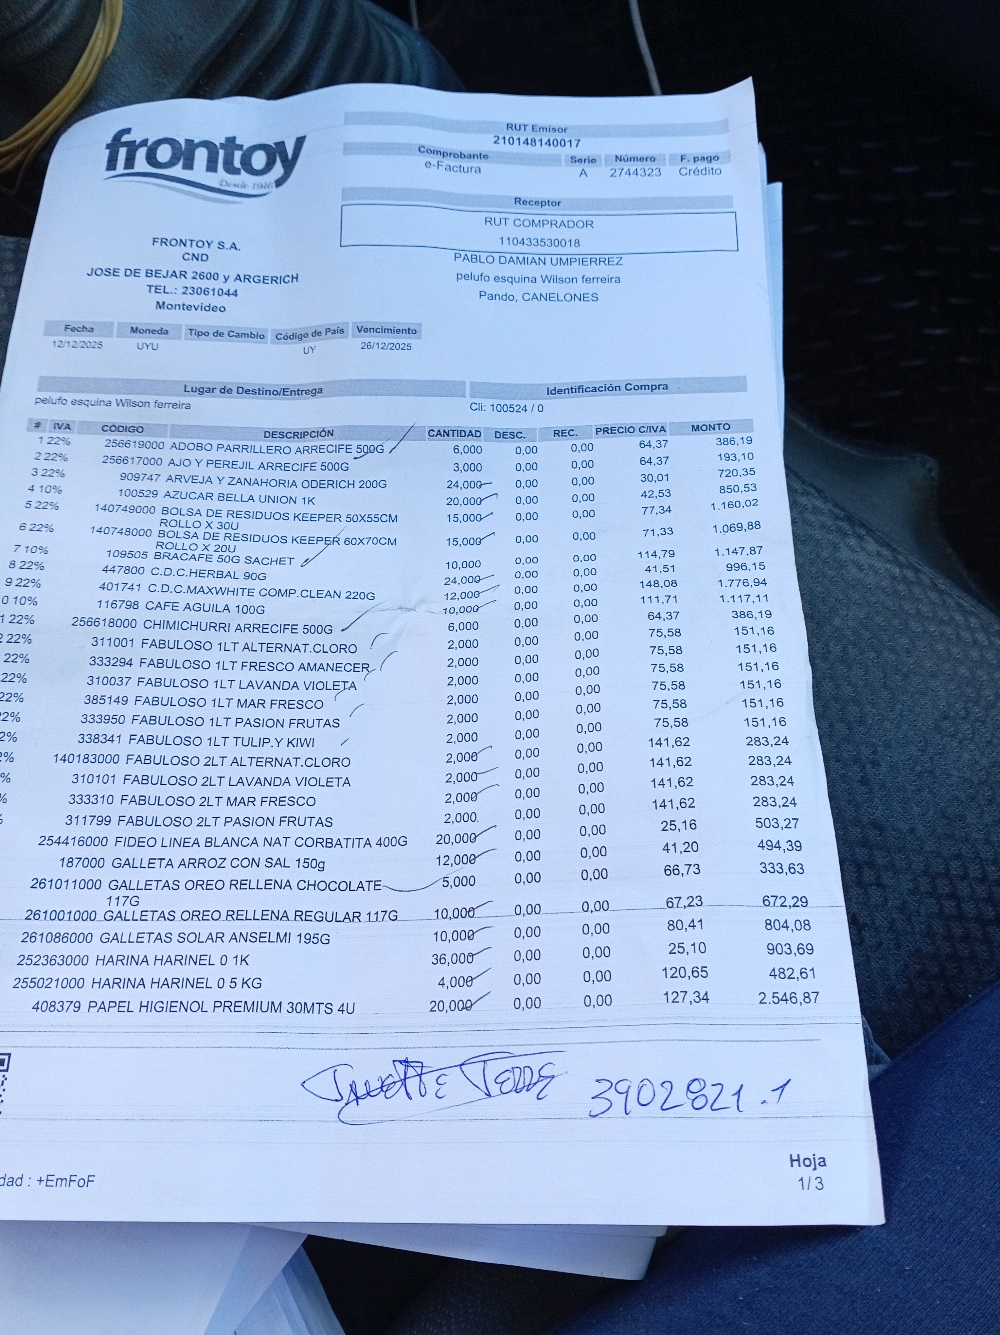 frontoy
Desde 1946
RUT Emisor
210148140017
Comprobante Serie Número F. pago
e-Factura A 2744323 Crédito
Receptor
RUT COMPRADOR
110433530018
PABLO DAMIAN UMPIERREZ
pelufo esquina Wilson ferreira
Pando, CANELONES
FRONTOY S.A.
CND
JOSE DE BEJAR 2600 y ARGERICH
TEL.: 23061044
Montevideo
Fecha Moneda Tipo de Cambio Código de País Vencimiento
12/12/2025 UYU UY 26/12/2025
Lugar de Destino/Entrega Identificación Compra
pelufo esquina Wilson ferreira Cli: 100524 / 0
# IVA CÓDIGO DESCRIPCIÓN CANTIDAD DESC. REC. PRECIO C/IVA MONTO
1 22% 256619000 ADOBO PARRILLERO ARRECIFE 500G 6,000 0,00 0,00 64,37 386,19
2 22% 256617000 AJO Y PEREJIL ARRECIFE 500G 3,000 0,00 0,00 64,37 193,10
3 22% 909747 ARVEJA Y ZANAHORIA ODERICH 200G 24,000 0,00 0,00 30,01 720,35
4 10% 100529 AZUCAR BELLA UNION 1K 20,000 0,00 0,00 42,53 850,53
5 22% 140749000 BOLSA DE RESIDUOS KEEPER 50X55CM 15,000 0,00 0,00 77,34 1.160,02
ROLLO X 30U
6 22% 140748000 BOLSA DE RESIDUOS KEEPER 60X70CM 15,000 0,00 0,00 71,33 1.069,88
ROLLO X 20U
7 10% 109505 BRACAFE 50G SACHET 10,000 0,00 0,00 114,79 1.147,87
8 22% 447800 C.D.C.HERBAL 90G 24,000 0,00 0,00 41,51 996,15
9 22% 401741 C.D.C.MAXWHITE COMP.CLEAN 220G 12,000 0,00 0,00 148,08 1.776,94
0 10% 116798 CAFE AGUILA 100G 10,000 0,00 0,00 111,71 1.117,11
1 22% 256618000 CHIMICHURRI ARRECIFE 500G 6,000 0,00 0,00 64,37 386,19
2 22% 311001 FABULOSO 1LT ALTERNAT.CLORO 2,000 0,00 0,00 75,58 151,16
22% 333294 FABULOSO 1LT FRESCO AMANECER 2,000 0,00 0,00 75,58 151,16
22% 310037 FABULOSO 1LT LAVANDA VIOLETA 2,000 0,00 0,00 75,58 151,16
22% 385149 FABULOSO 1LT MAR FRESCO 2,000 0,00 0,00 75,58 151,16
2% 333950 FABULOSO 1LT PASION FRUTAS 2,000 0,00 0,00 75,58 151,16
2% 338341 FABULOSO 1LT TULIP.Y KIWI 2,000 0,00 0,00 75,58 151,16
% 140183000 FABULOSO 2LT ALTERNAT.CLORO 2,000 0,00 0,00 141,62 283,24
% 310101 FABULOSO 2LT LAVANDA VIOLETA 2,000 0,00 0,00 141,62 283,24
% 333310 FABULOSO 2LT MAR FRESCO 2,000 0,00 0,00 141,62 283,24
311799 FABULOSO 2LT PASION FRUTAS 2,000 0,00 0,00 141,62 283,24
254416000 FIDEO LINEA BLANCA NAT CORBATITA 400G 20,000 0,00 0,00 25,16 503,27
187000 GALLETA ARROZ CON SAL 150g 12,000 0,00 0,00 41,20 494,39
261011000 GALLETAS OREO RELLENA CHOCOLATE 5,000 0,00 0,00 66,73 333,63
117G
261001000 GALLETAS OREO RELLENA REGULAR 117G 10,000 0,00 0,00 67,23 672,29
261086000 GALLETAS SOLAR ANSELMI 195G 10,000 0,00 0,00 80,41 804,08
252363000 HARINA HARINEL 0 1K 36,000 0,00 0,00 25,10 903,69
255021000 HARINA HARINEL 0 5 KG 4,000 0,00 0,00 120,65 482,61
408379 PAPEL HIGIENOL PREMIUM 30MTS 4U 20,000 0,00 0,00 127,34 2.546,87
3902821.1
Hoja
1/3
dad : +EmFoF